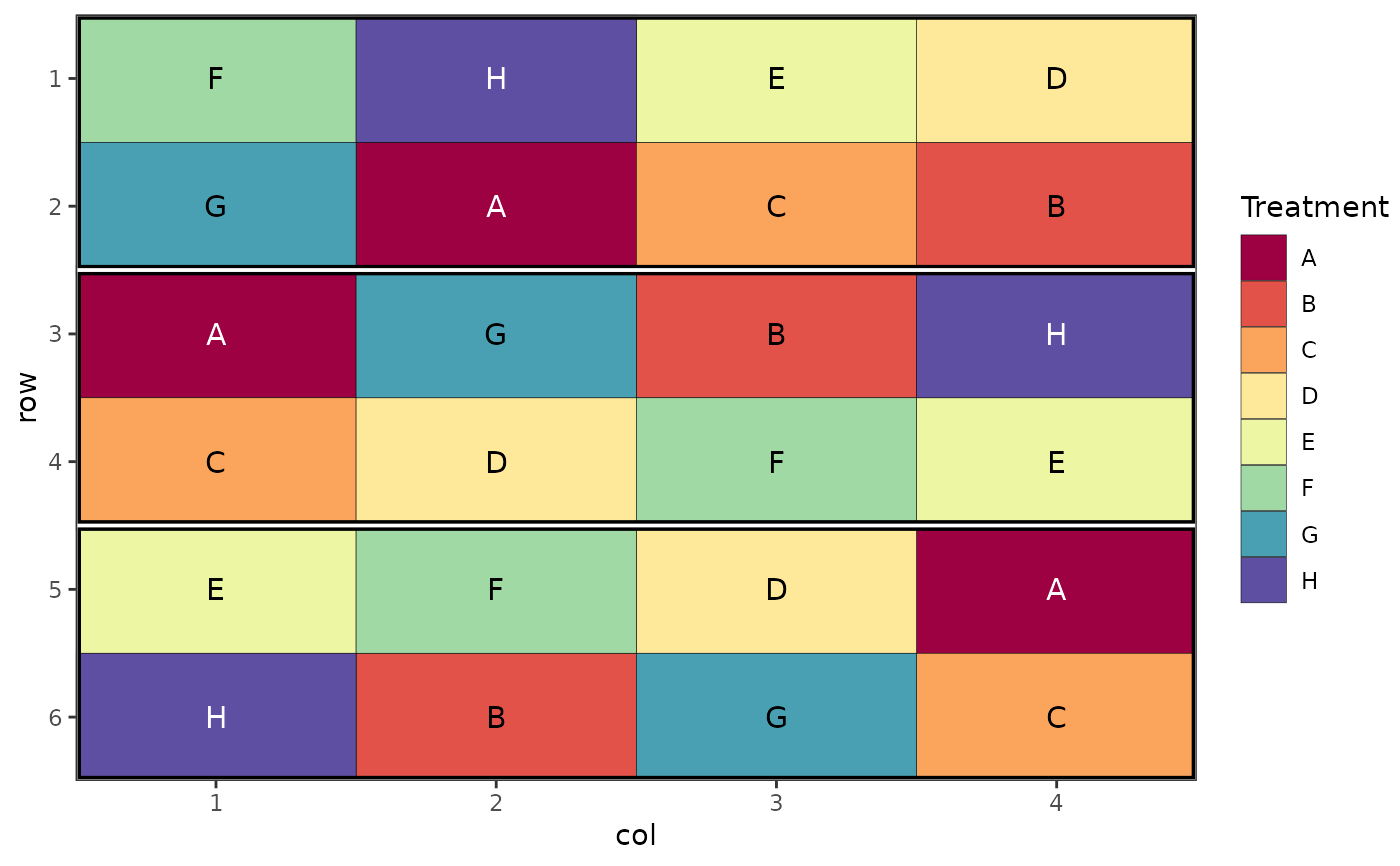 1 F H E D
2 G A C B
3 A G B H
4 C D F E
5 E F D A
6 H B G C
1 2 3 4
col
row
Treatment
A
B
C
D
E
F
G
H